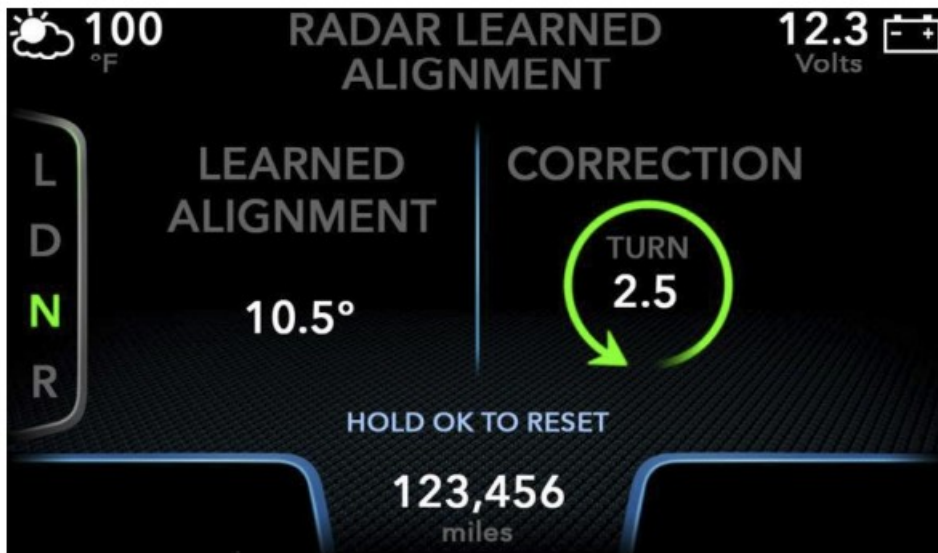 100
°F
RADAR LEARNED
ALIGNMENT
12.3
Volts
- +
L
D
N
R
LEARNED
ALIGNMENT
10.5°
CORRECTION
TURN
2.5
HOLD OK TO RESET
123,456
miles